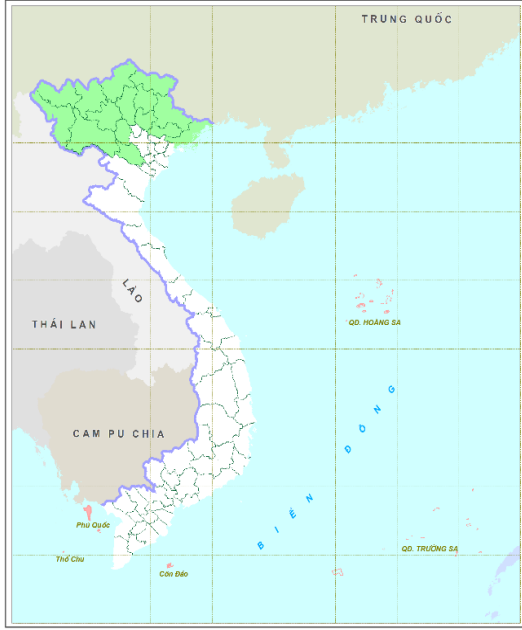 TRUNG QUỐC
LÀO
THÁI LAN
QĐ. HOÀNG SA
CAM PU CHIA
BIỂN ĐÔNG
Phú Quốc
Thổ Chu
Côn Đảo
QĐ. TRƯỜNG SA